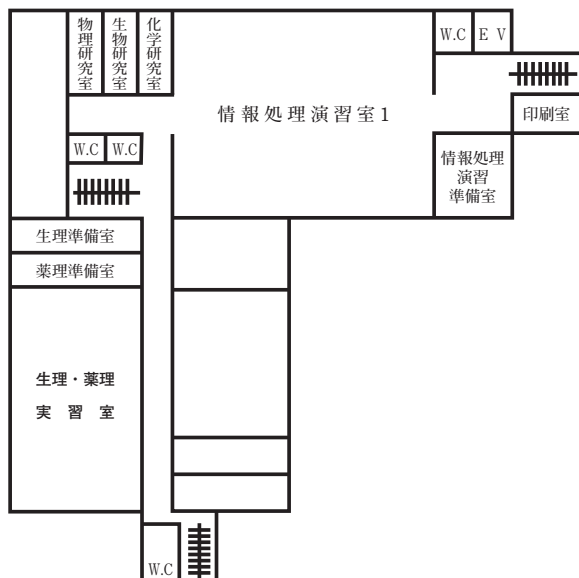 物理研究室
生物研究室
化学研究室
W.C
E V
情報処理演習室1
印刷室
W.C
W.C
情報処理
演習
準備室
生理準備室
薬理準備室
生理・薬理
実習室
W.C